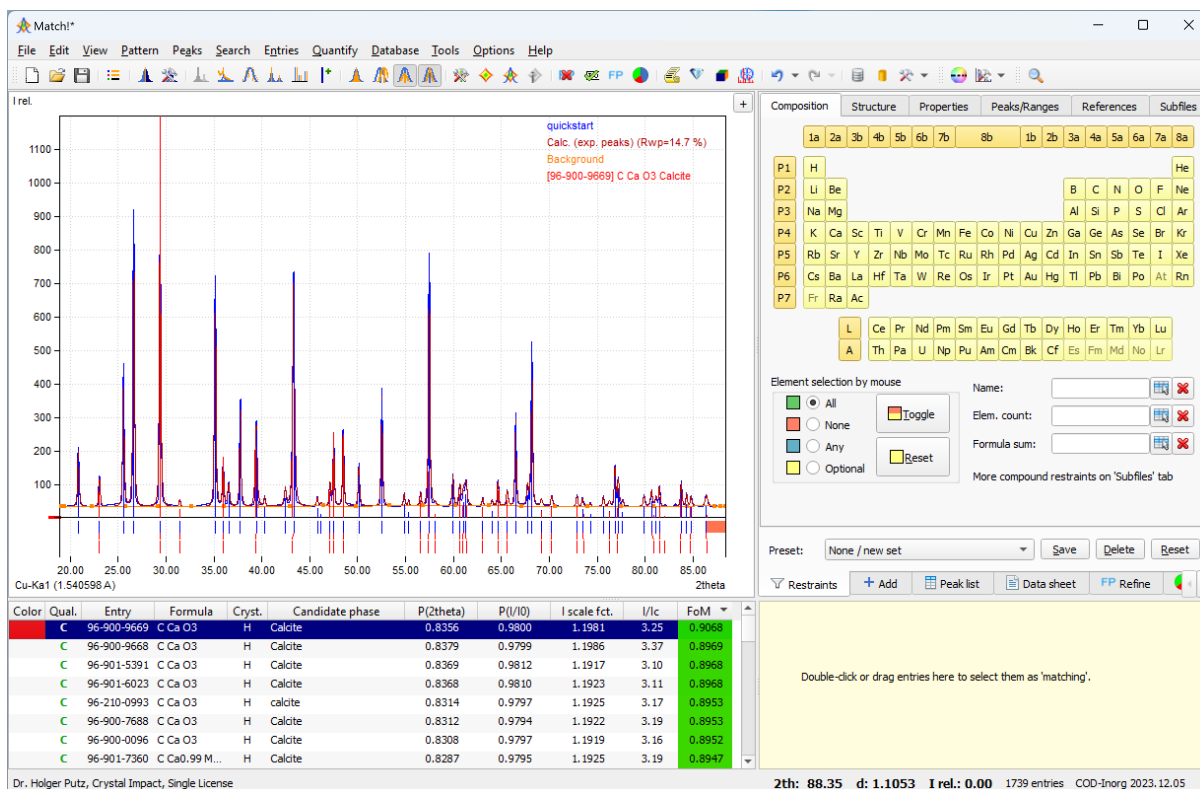 Match!*
File Edit View Pattern Peaks Search Entries Quantify Database Tools Options Help
FP
I rel.
+
quickstart
Calc. (exp. peaks) (Rwp=14.7 %)
Background
[96-900-9669] C Ca O3 Calcite
1100
1000
900
800
700
600
500
400
300
200
100
20.00 25.00 30.00 35.00 40.00 45.00 50.00 55.00 60.00 65.00 70.00 75.00 80.00 85.00
Cu-Ka1 (1.540598 A) 2theta
Composition Structure Properties Peaks/Ranges References Subfiles
1a 2a 3b 4b 5b 6b 7b 8b 1b 2b 3a 4a 5a 6a 7a 8a
P1 H He
P2 Li Be B C N O F Ne
P3 Na Mg Al Si P S Cl Ar
P4 K Ca Sc Ti V Cr Mn Fe Co Ni Cu Zn Ga Ge As Se Br Kr
P5 Rb Sr Y Zr Nb Mo Tc Ru Rh Pd Ag Cd In Sn Sb Te I Xe
P6 Cs Ba La Hf Ta W Re Os Ir Pt Au Hg Tl Pb Bi Po At Rn
P7 Fr Ra Ac
L Ce Pr Nd Pm Sm Eu Gd Tb Dy Ho Er Tm Yb Lu
A Th Pa U Np Pu Am Cm Bk Cf Es Fm Md No Lr
Element selection by mouse
All
None
Any
Optional
Toggle
Reset
Name:
Elem. count:
Formula sum:
More compound restraints on 'Subfiles' tab
Preset: None / new set Save Delete Reset
Restraints + Add Peak list Data sheet FP Refine
Double-click or drag entries here to select them as 'matching'.
Color Qual. Entry Formula Cryst. Candidate phase P(2theta) P(I/I0) I scale fct. I/Ic FoM
C 96-900-9669 C Ca O3 H Calcite 0.8356 0.9800 1.1981 3.25 0.9068
C 96-900-9668 C Ca O3 H Calcite 0.8379 0.9799 1.1986 3.37 0.8969
C 96-901-5391 C Ca O3 H Calcite 0.8369 0.9812 1.1917 3.10 0.8968
C 96-901-6023 C Ca O3 H Calcite 0.8368 0.9810 1.1923 3.11 0.8968
C 96-210-0993 C Ca O3 H calcite 0.8314 0.9797 1.1925 3.17 0.8953
C 96-900-7688 C Ca O3 H Calcite 0.8312 0.9794 1.1922 3.19 0.8953
C 96-900-0096 C Ca O3 H Calcite 0.8308 0.9797 1.1919 3.16 0.8952
C 96-901-7360 C Ca0.99 M... H Calcite 0.8287 0.9795 1.1925 3.19 0.8947
Dr. Holger Putz, Crystal Impact, Single License
2th: 88.35 d: 1.1053 I rel.: 0.00 1739 entries COD-Inorg 2023.12.05